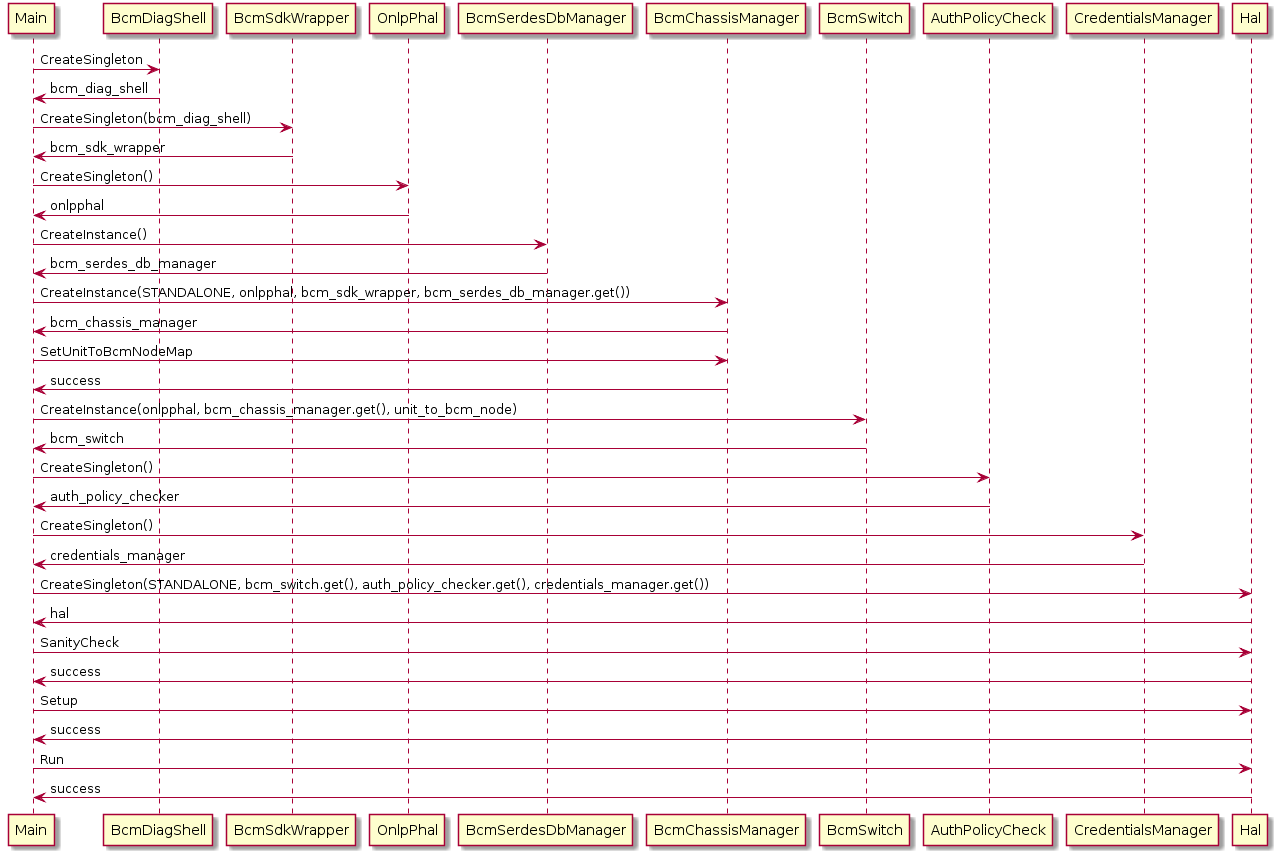 Main BcmDiagShell BcmSdkWrapper OnlpPhal BcmSerdesDbManager BcmChassisManager BcmSwitch AuthPolicyCheck CredentialsManager Hal
CreateSingleton
bcm_diag_shell
CreateSingleton(bcm_diag_shell)
bcm_sdk_wrapper
CreateSingleton()
onlpphal
CreateInstance()
bcm_serdes_db_manager
CreateInstance(STANDALONE, onlpphal, bcm_sdk_wrapper, bcm_serdes_db_manager.get())
bcm_chassis_manager
SetUnitToBcmNodeMap
success
CreateInstance(onlpphal, bcm_chassis_manager.get(), unit_to_bcm_node)
bcm_switch
CreateSingleton()
auth_policy_checker
CreateSingleton()
credentials_manager
CreateSingleton(STANDALONE, bcm_switch.get(), auth_policy_checker.get(), credentials_manager.get())
hal
SanityCheck
success
Setup
success
Run
success
Main BcmDiagShell BcmSdkWrapper OnlpPhal BcmSerdesDbManager BcmChassisManager BcmSwitch AuthPolicyCheck CredentialsManager Hal